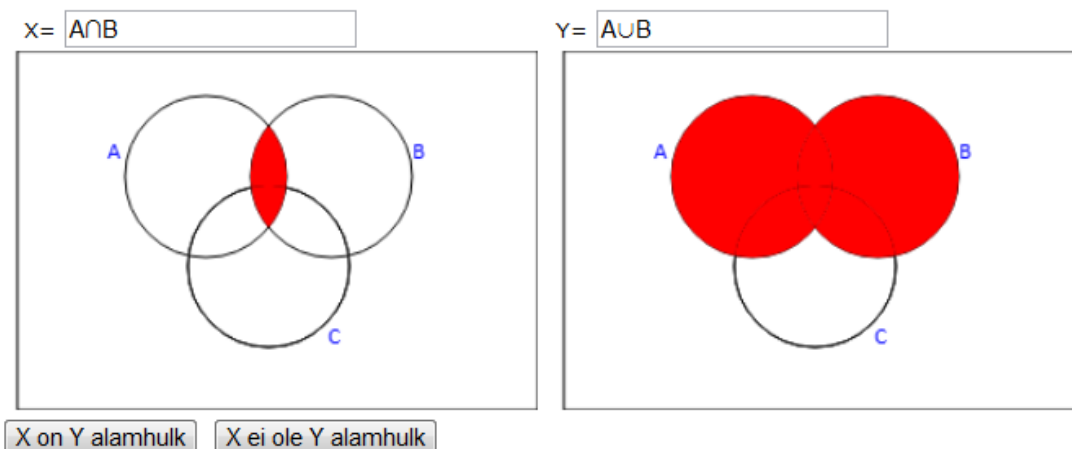 X= A∩B Y= A∪B
A B A B
C C
X on Y alamhulk X ei ole Y alamhulk